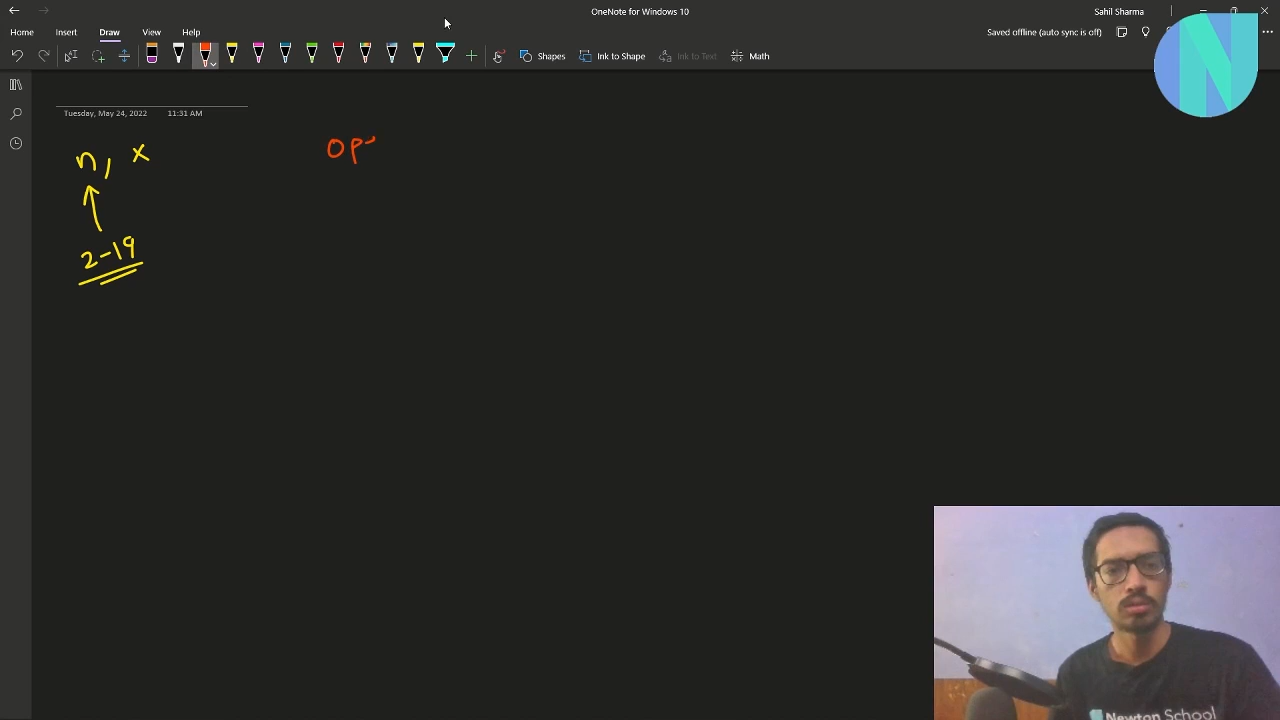 OneNote for Windows 10
Sahil Sharma
Home Insert Draw View Help
Saved offline (auto sync is off)
Shapes Ink to Shape Ink to Text Math
Tuesday, May 24, 2022 11:31 AM
n, x
OP
2-19
Newton School